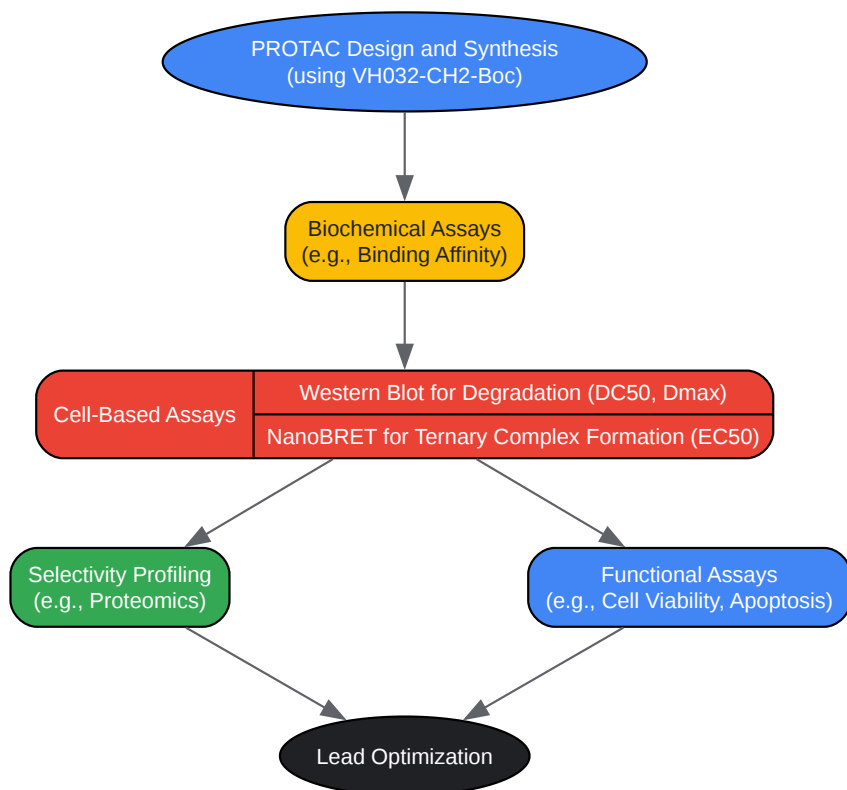 PROTAC Design and Synthesis
(using VH032-CH2-Boc)
Biochemical Assays
(e.g., Binding Affinity)
Cell-Based Assays
Western Blot for Degradation (DC50, Dmax)
NanoBRET for Ternary Complex Formation (EC50)
Selectivity Profiling
(e.g., Proteomics)
Functional Assays
(e.g., Cell Viability, Apoptosis)
Lead Optimization